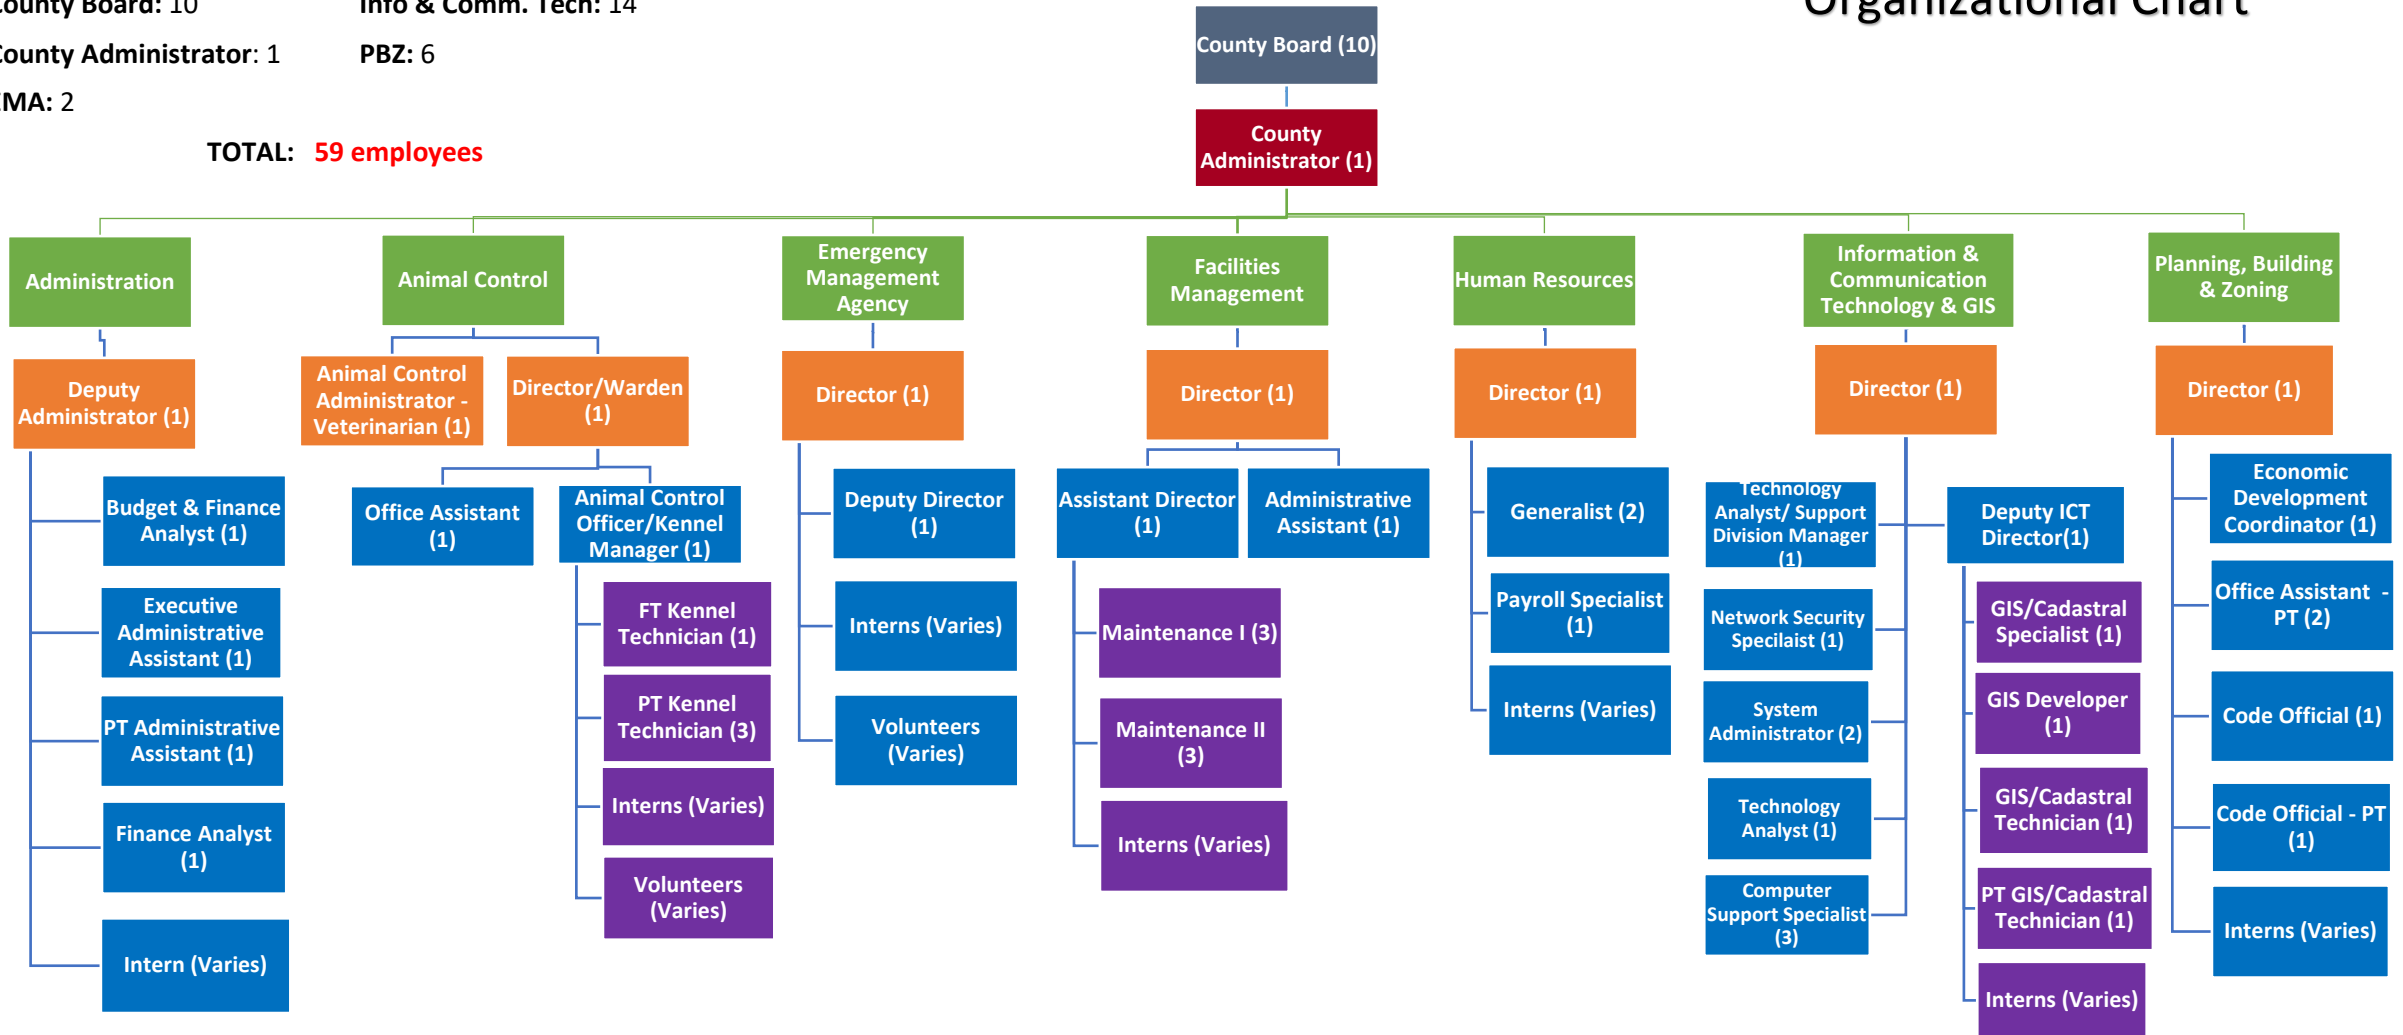 County Board: 10
Info & Comm. Tech: 14
County Administrator: 1
PBZ: 6
EMA: 2
TOTAL: 59 employees
Organizational Chart
County Board (10)
County
Administrator (1)
Administration
Deputy
Administrator (1)
Budget & Finance
Analyst (1)
Executive
Administrative
Assistant (1)
PT Administrative
Assistant (1)
Finance Analyst
(1)
Intern (Varies)
Animal Control
Animal Control
Administrator -
Veterinarian (1)
Director/Warden
(1)
Office Assistant
(1)
Animal Control
Officer/Kennel
Manager (1)
FT Kennel
Technician (1)
PT Kennel
Technician (3)
Interns (Varies)
Volunteers
(Varies)
Emergency
Management
Agency
Director (1)
Deputy Director
(1)
Interns (Varies)
Volunteers
(Varies)
Facilities
Management
Director (1)
Assistant Director
(1)
Administrative
Assistant (1)
Maintenance I (3)
Maintenance II
(3)
Interns (Varies)
Human Resources
Director (1)
Generalist (2)
Payroll Specialist
(1)
Interns (Varies)
Information &
Communication
Technology & GIS
Director (1)
Technology
Analyst/ Support
Division Manager
(1)
Network Security
Specilaist (1)
System
Administrator (2)
Technology
Analyst (1)
Computer
Support Specialist
(3)
Deputy ICT
Director(1)
GIS/Cadastral
Specialist (1)
GIS Developer
(1)
GIS/Cadastral
Technician (1)
PT GIS/Cadastral
Technician (1)
Interns (Varies)
Planning, Building
& Zoning
Director (1)
Economic
Development
Coordinator (1)
Office Assistant -
PT (2)
Code Official (1)
Code Official - PT
(1)
Interns (Varies)